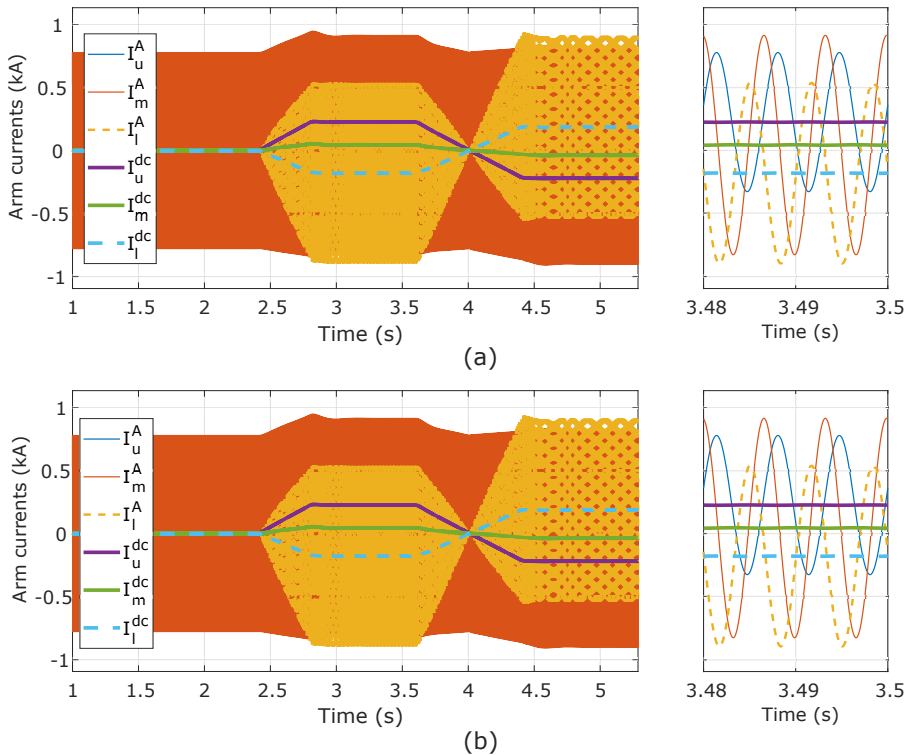 Arm currents (kA)
1
0.5
0
-0.5
-1
I_u^A
I_m^A
I_l^A
I_u^dc
I_m^dc
I_l^dc
1 1.5 2 2.5 3 3.5 4 4.5 5
Time (s)
3.48 3.49 3.5
Time (s)
(a)
Arm currents (kA)
1
0.5
0
-0.5
-1
I_u^A
I_m^A
I_l^A
I_u^dc
I_m^dc
I_l^dc
1 1.5 2 2.5 3 3.5 4 4.5 5
Time (s)
3.48 3.49 3.5
Time (s)
(b)